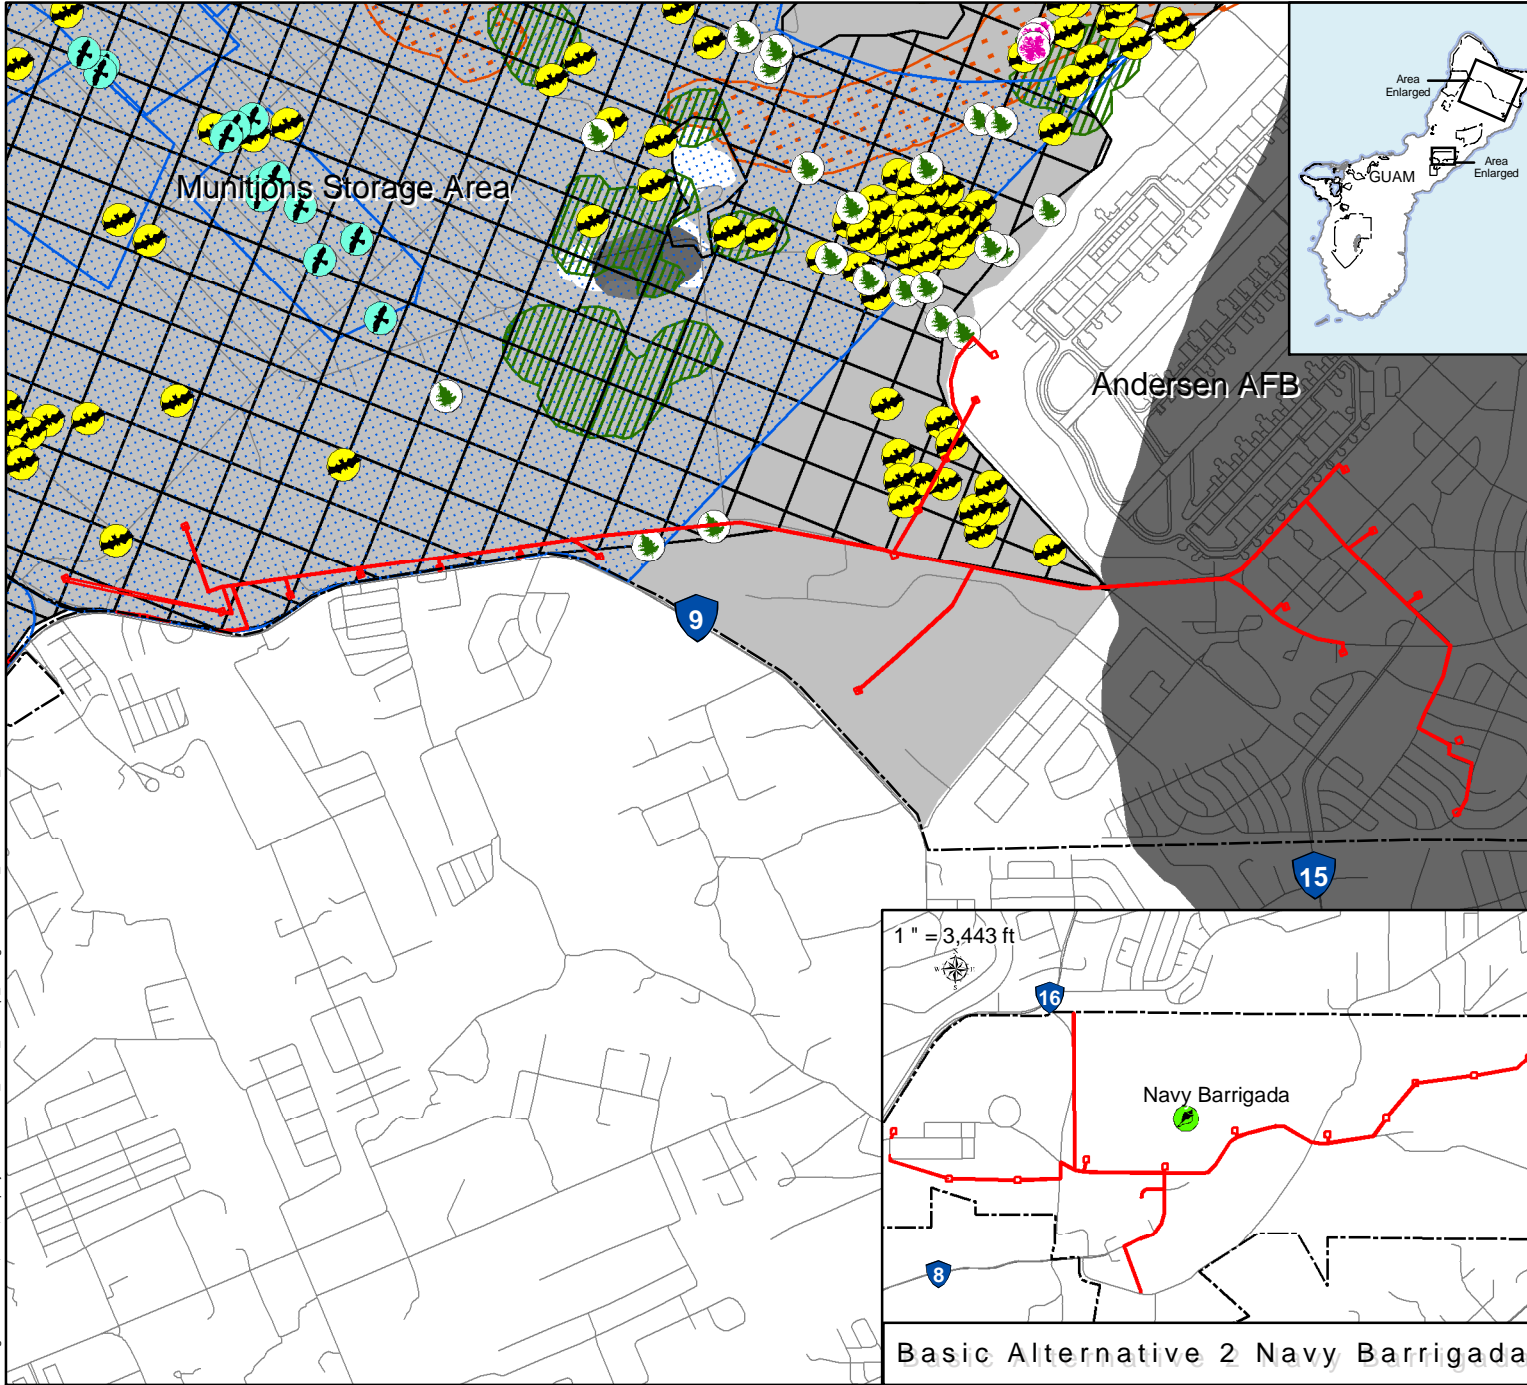 Munitions Storage Area
Area
Enlarged
GUAM
Area
Enlarged
Andersen AFB
9
15
1 " = 3,443 ft
N
W
E
S
16
Navy Barrigada
8
Basic Alternative 2 Navy Barrigada